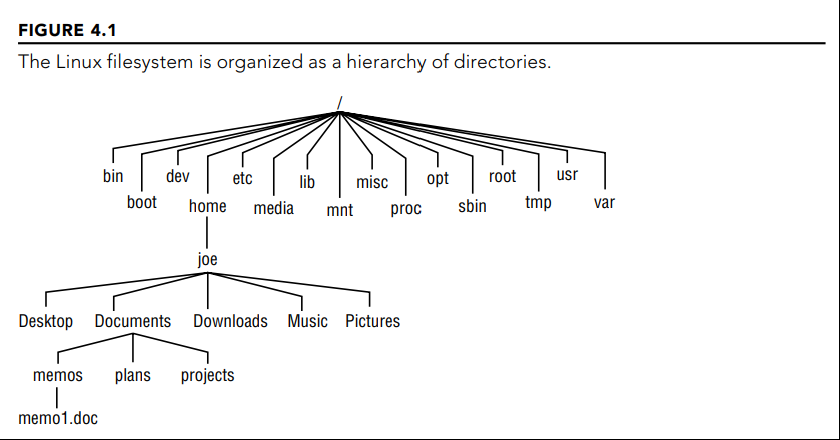 FIGURE 4.1
The Linux filesystem is organized as a hierarchy of directories.
/
bin dev etc lib misc opt root usr
boot home media mnt proc sbin tmp var
joe
Desktop Documents Downloads Music Pictures
memos plans projects
memo1.doc